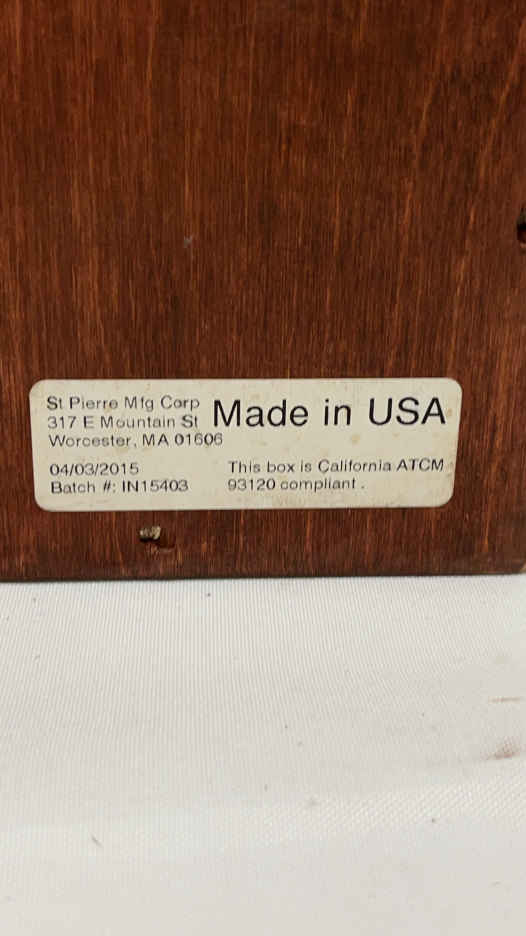 St Pierre Mfg Corp
317 E Mountain St
Worcester, MA 01606
Made in USA
04/03/2015
Batch #: IN15403
This box is California ATCM
93120 compliant .